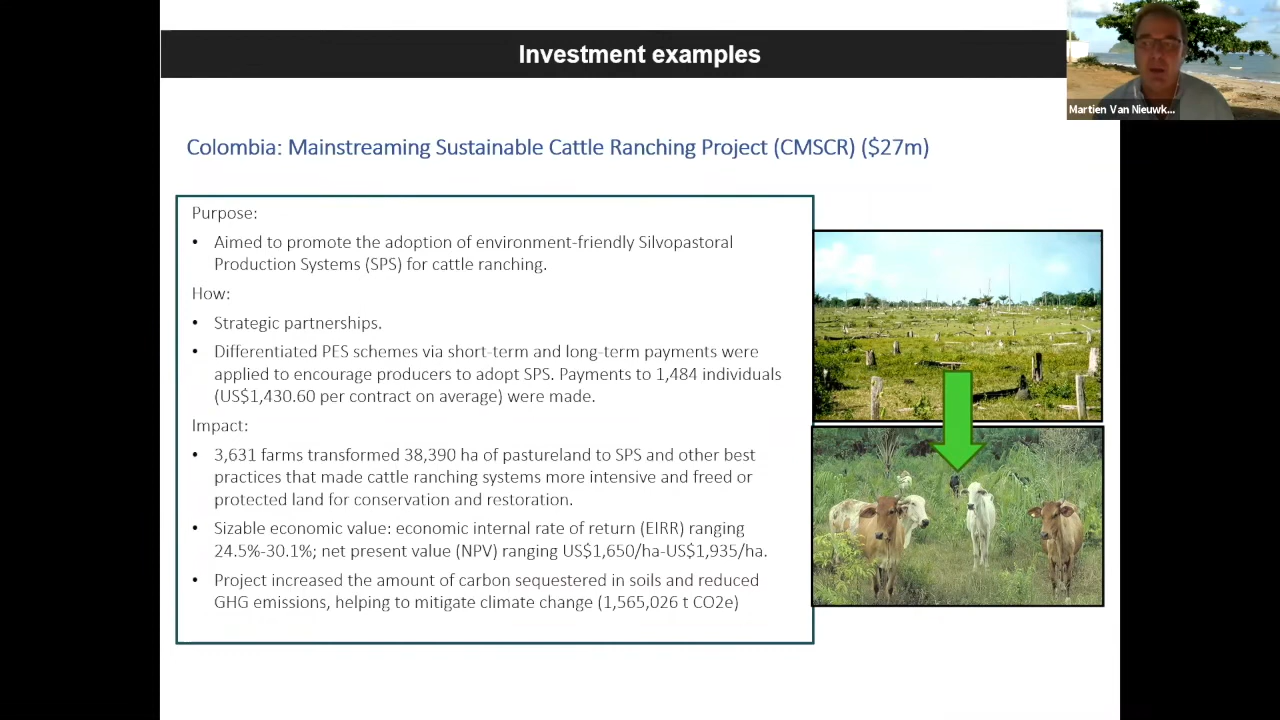 Investment examples
Martien Van Nieuwk...
Colombia: Mainstreaming Sustainable Cattle Ranching Project (CMSCR) ($27m)
Purpose:
• Aimed to promote the adoption of environment-friendly Silvopastoral
Production Systems (SPS) for cattle ranching.
How:
• Strategic partnerships.
• Differentiated PES schemes via short-term and long-term payments were
applied to encourage producers to adopt SPS. Payments to 1,484 individuals
(US$1,430.60 per contract on average) were made.
Impact:
• 3,631 farms transformed 38,390 ha of pastureland to SPS and other best
practices that made cattle ranching systems more intensive and freed or
protected land for conservation and restoration.
• Sizable economic value: economic internal rate of return (EIRR) ranging
24.5%-30.1%; net present value (NPV) ranging US$1,650/ha-US$1,935/ha.
• Project increased the amount of carbon sequestered in soils and reduced
GHG emissions, helping to mitigate climate change (1,565,026 t CO2e)